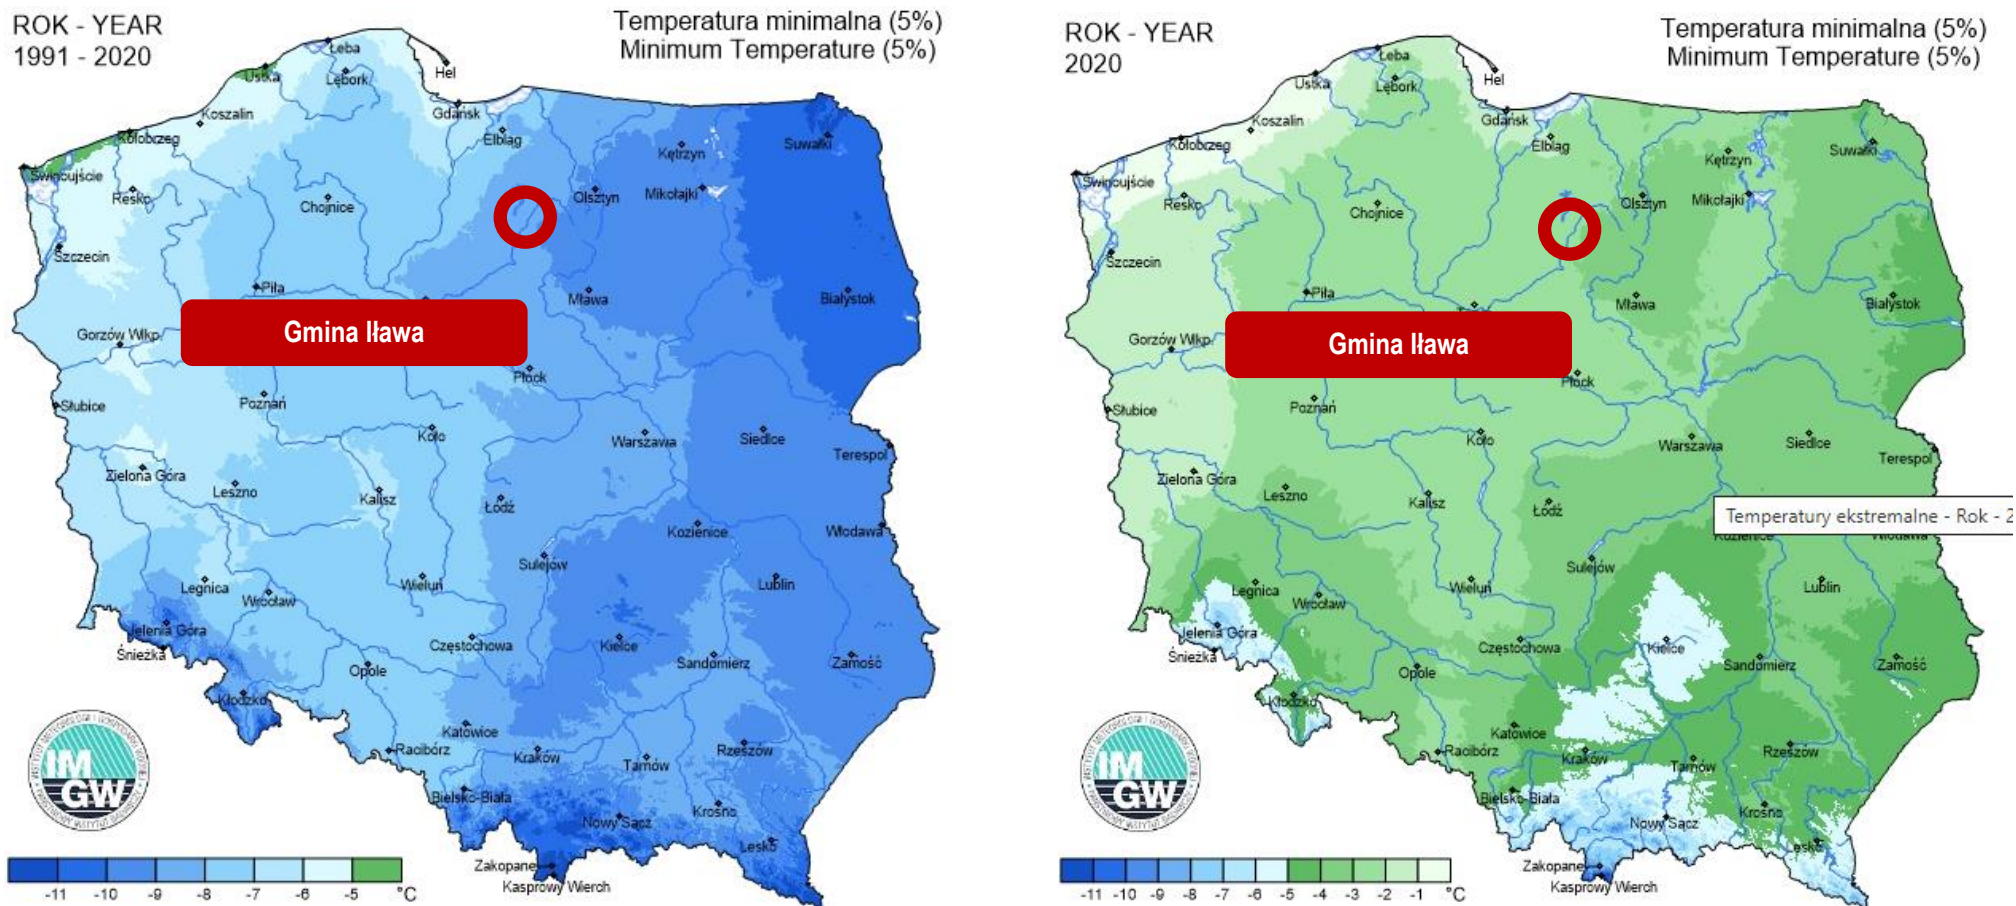 ROK - YEAR
1991 - 2020
Temperatura minimalna (5%)
Minimum Temperature (5%)
Łeba
Ustka
Lębork
Hel
Koszalin
Gdańsk
Kołobrzeg
Elbląg
Suwałki
Kętrzyn
Świnoujście
Resko
Chojnice
Olsztyn
Mikołajki
Szczecin
Piła
Mława
Białystok
Gorzów Wlkp.
Gmina Iława
Płock
Słubice
Poznań
Koło
Warszawa
Siedlce
Terespol
Zielona Góra
Leszno
Kalisz
Łódź
Kozienice
Włodawa
Sulejów
Legnica
Wrocław
Wieluń
Lublin
Jelenia Góra
Śnieżka
Częstochowa
Kielce
Sandomierz
Zamość
Opole
Kłodzko
Katowice
Racibórz
Kraków
Tarnów
Rzeszów
Bielsko-Biała
Nowy Sącz
Krosno
Lesko
Zakopane
Kasprowy Wierch
IM
GW
-11 -10 -9 -8 -7 -6 -5 °C
ROK - YEAR
2020
Temperatura minimalna (5%)
Minimum Temperature (5%)
Łeba
Ustka
Lębork
Hel
Koszalin
Gdańsk
Kołobrzeg
Elbląg
Suwałki
Kętrzyn
Świnoujście
Resko
Chojnice
Olsztyn
Mikołajki
Szczecin
Piła
Mława
Białystok
Gorzów Wlkp.
Gmina Iława
Płock
Słubice
Poznań
Koło
Warszawa
Siedlce
Terespol
Zielona Góra
Leszno
Kalisz
Łódź
Temperatury ekstremalne - Rok - 2
Kozienice
Włodawa
Sulejów
Legnica
Wrocław
Wieluń
Lublin
Jelenia Góra
Śnieżka
Częstochowa
Kielce
Sandomierz
Zamość
Opole
Kłodzko
Katowice
Racibórz
Kraków
Tarnów
Rzeszów
Bielsko-Biała
Nowy Sącz
Krosno
Lesko
Zakopane
Kasprowy Wierch
IM
GW
-11 -10 -9 -8 -7 -6 -5 -4 -3 -2 -1 °C